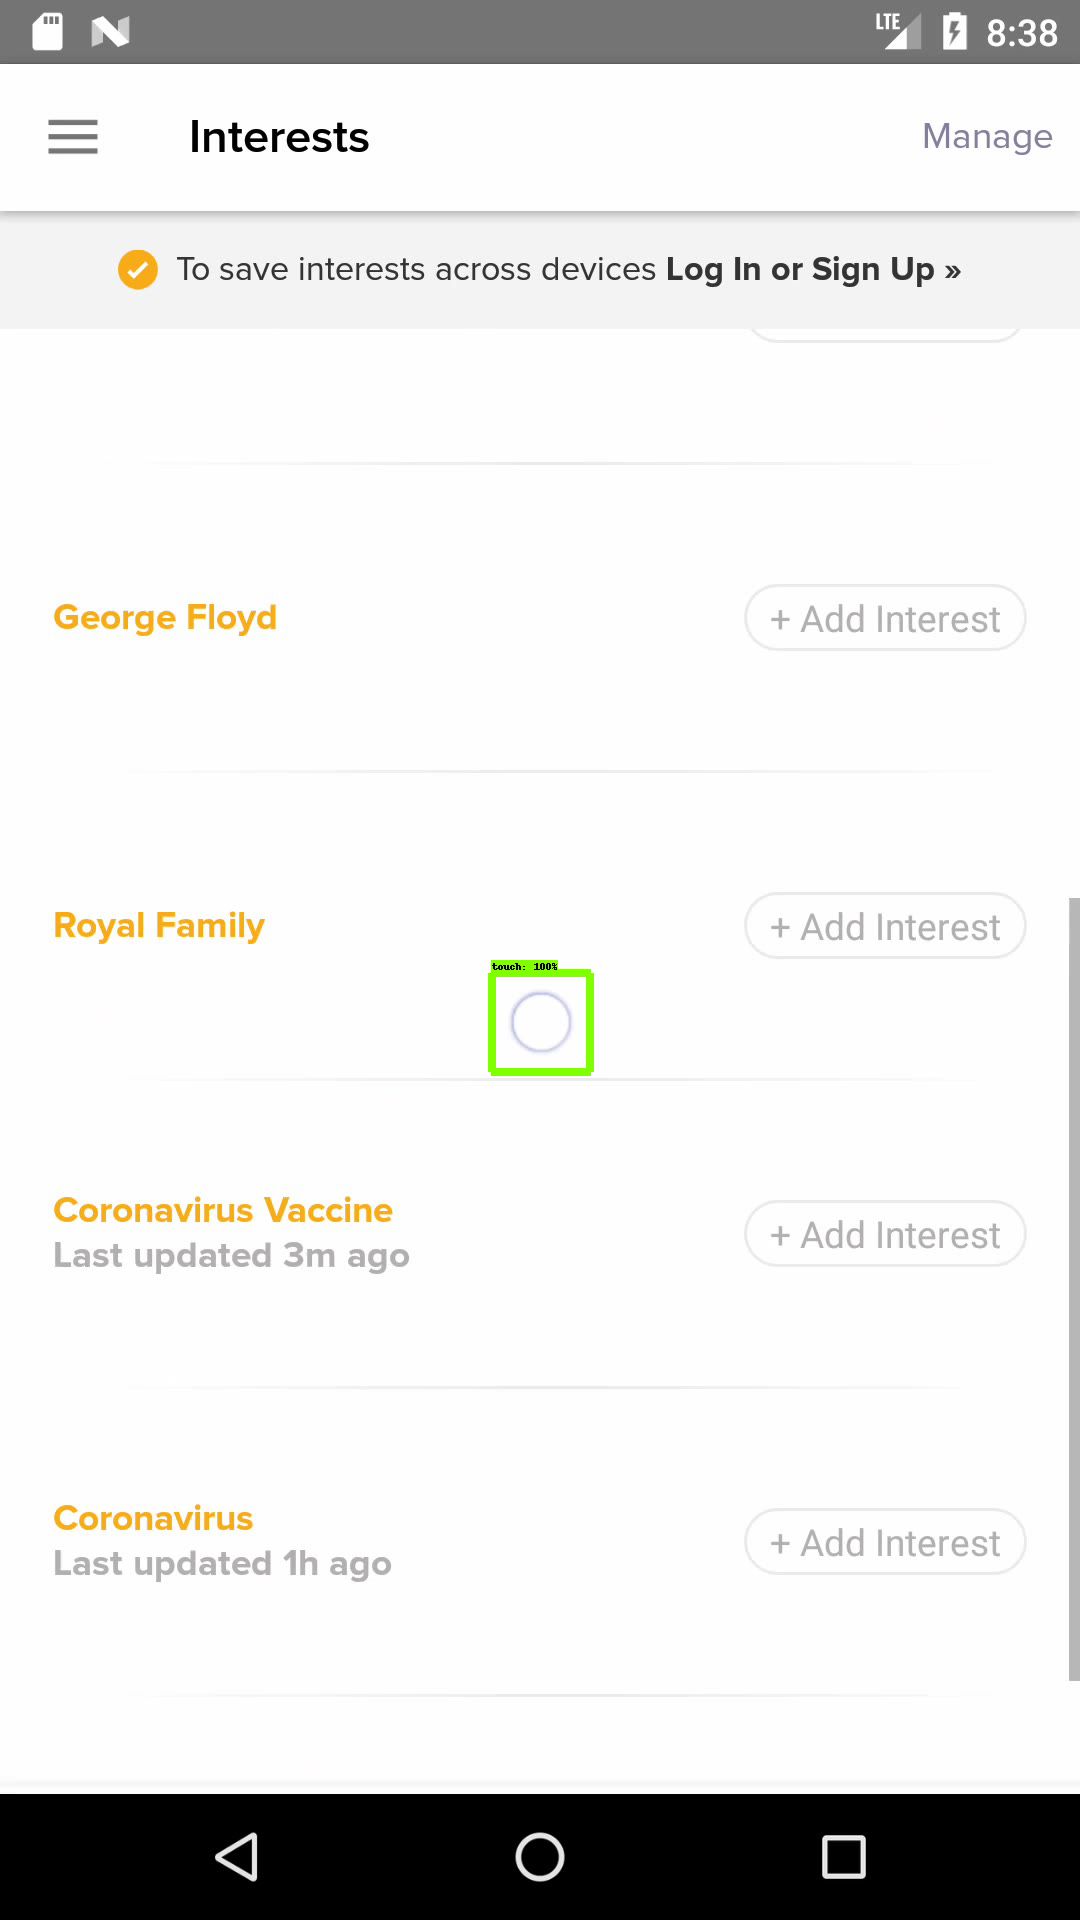 LTE 8:38
Interests Manage
To save interests across devices Log In or Sign Up »
George Floyd + Add Interest
Royal Family + Add Interest
touch: 100%
Coronavirus Vaccine
Last updated 3m ago + Add Interest
Coronavirus
Last updated 1h ago + Add Interest